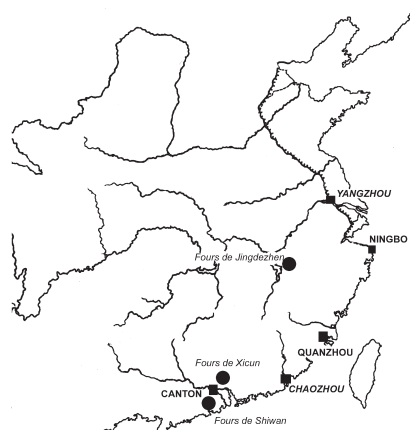 YANGZHOU
NINGBO
Fours de Jingdezhen
QUANZHOU
Fours de Xicun
CHAOZHOU
CANTON
Fours de Shiwan